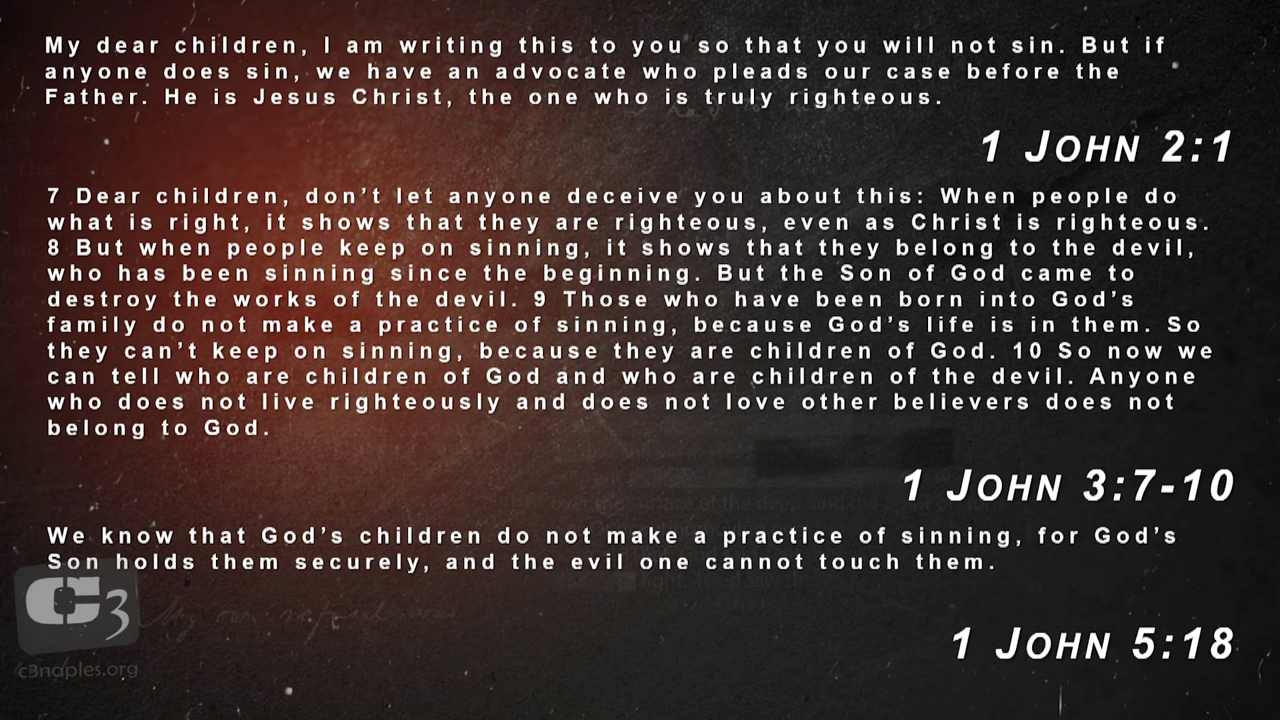 My dear children, I am writing this to you so that you will not sin. But if
anyone does sin, we have an advocate who pleads our case before the
Father. He is Jesus Christ, the one who is truly righteous.
1 JOHN 2:1
7 Dear children, don't let anyone deceive you about this: When people do
what is right, it shows that they are righteous, even as Christ is righteous.
8 But when people keep on sinning, it shows that they belong to the devil,
who has been sinning since the beginning. But the Son of God came to
destroy the works of the devil. 9 Those who have been born into God's
family do not make a practice of sinning, because God's life is in them. So
they can't keep on sinning, because they are children of God. 10 So now we
can tell who are children of God and who are children of the devil. Anyone
who does not live righteously and does not love other believers does not
belong to God.
1 JOHN 3:7-10
We know that God's children do not make a practice of sinning, for God's
Son holds them securely, and the evil one cannot touch them.
C3
c3naples.org
1 JOHN 5:18